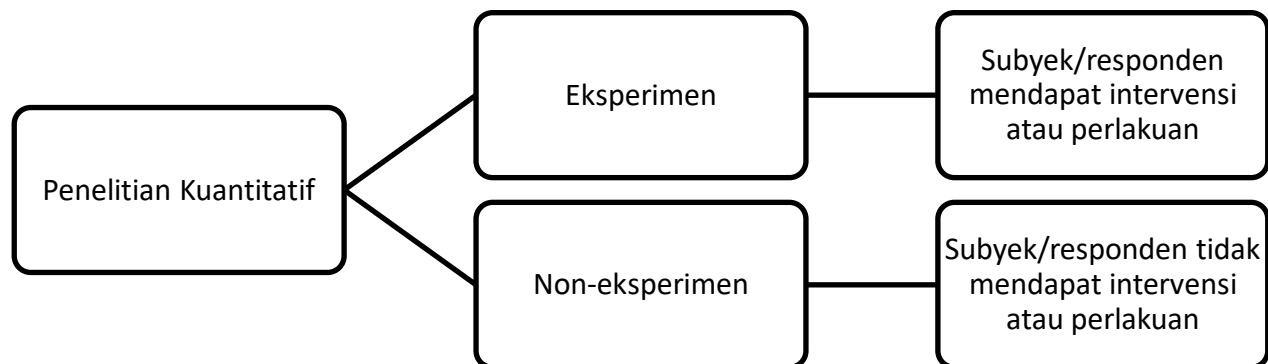 Penelitian Kuantitatif
Eksperimen
Subyek/responden
mendapat intervensi
atau perlakuan
Non-eksperimen
Subyek/responden tidak
mendapat intervensi
atau perlakuan